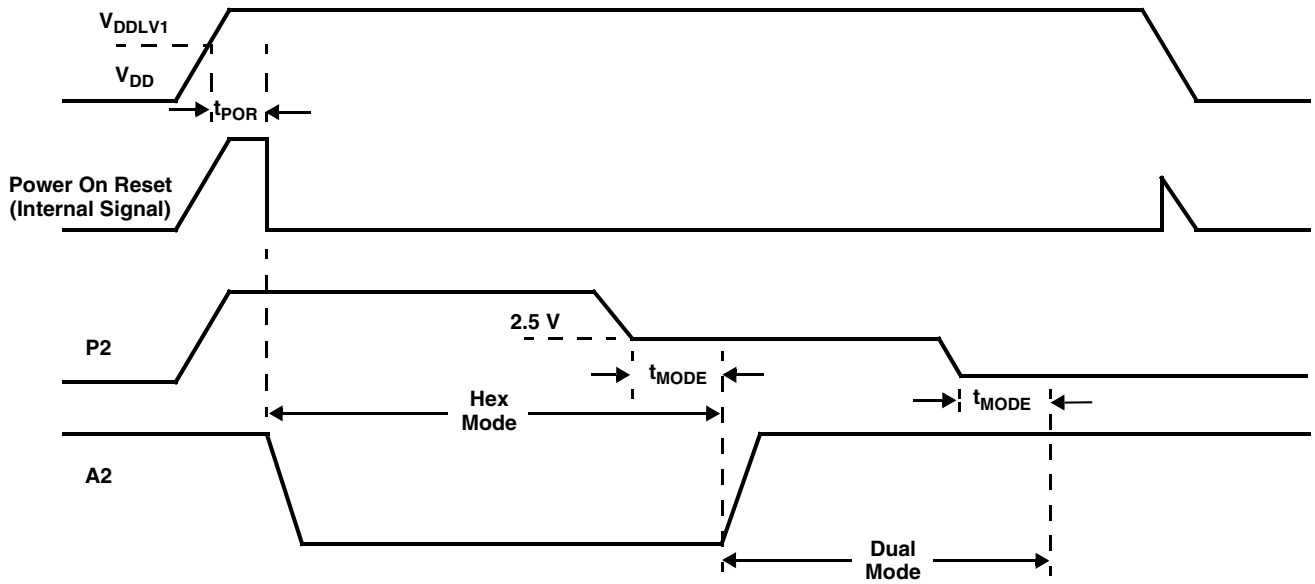 VDDLV1
VDD
tPOR
Power On Reset
(Internal Signal)
2.5 V
P2
tMODE
tMODE
Hex
Mode
A2
Dual
Mode